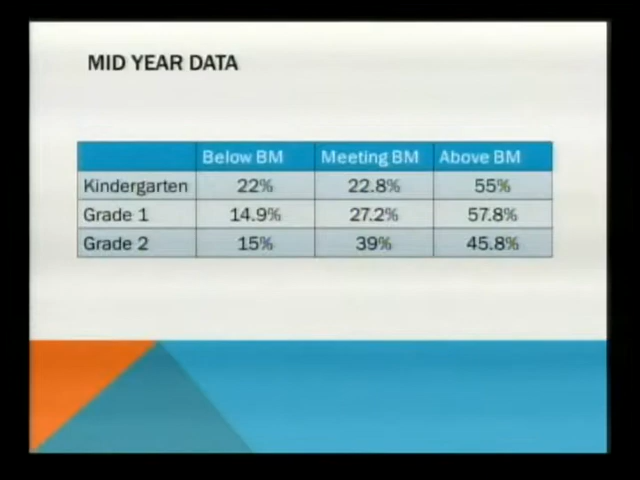 MID YEAR DATA
Below BM Meeting BM Above BM
Kindergarten 22% 22.8% 55%
Grade 1 14.9% 27.2% 57.8%
Grade 2 15% 39% 45.8%